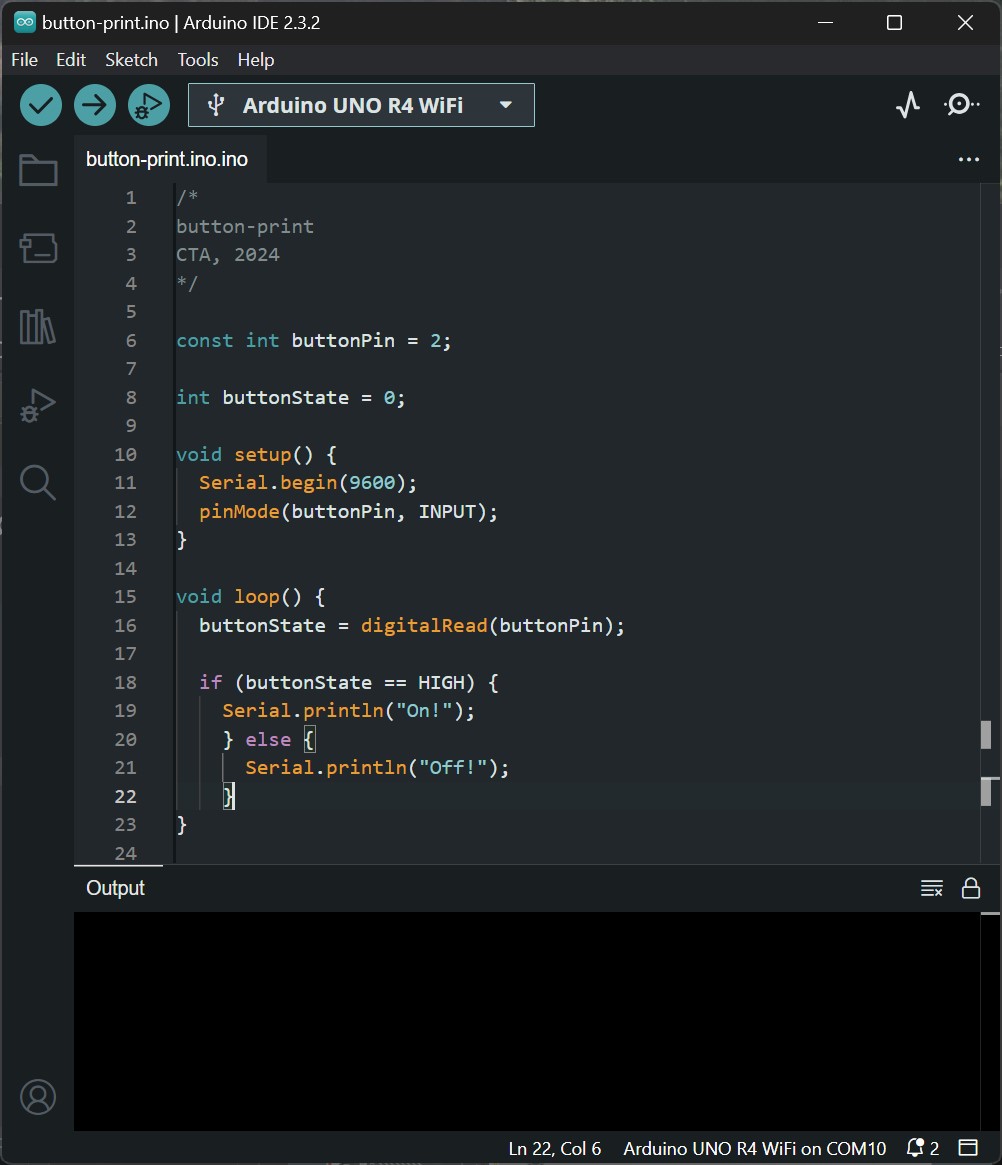 button-print.ino | Arduino IDE 2.3.2
File Edit Sketch Tools Help
Arduino UNO R4 WiFi
button-print.ino.ino
1 /*
2 button-print
3 CTA, 2024
4 */
5
6 const int buttonPin = 2;
7
8 int buttonState = 0;
9
10 void setup() {
11   Serial.begin(9600);
12   pinMode(buttonPin, INPUT);
13 }
14
15 void loop() {
16   buttonState = digitalRead(buttonPin);
17
18   if (buttonState == HIGH) {
19     Serial.println("On!");
20     } else {
21       Serial.println("Off!");
22     }
23 }
24
Output
Ln 22, Col 6 Arduino UNO R4 WiFi on COM10 2